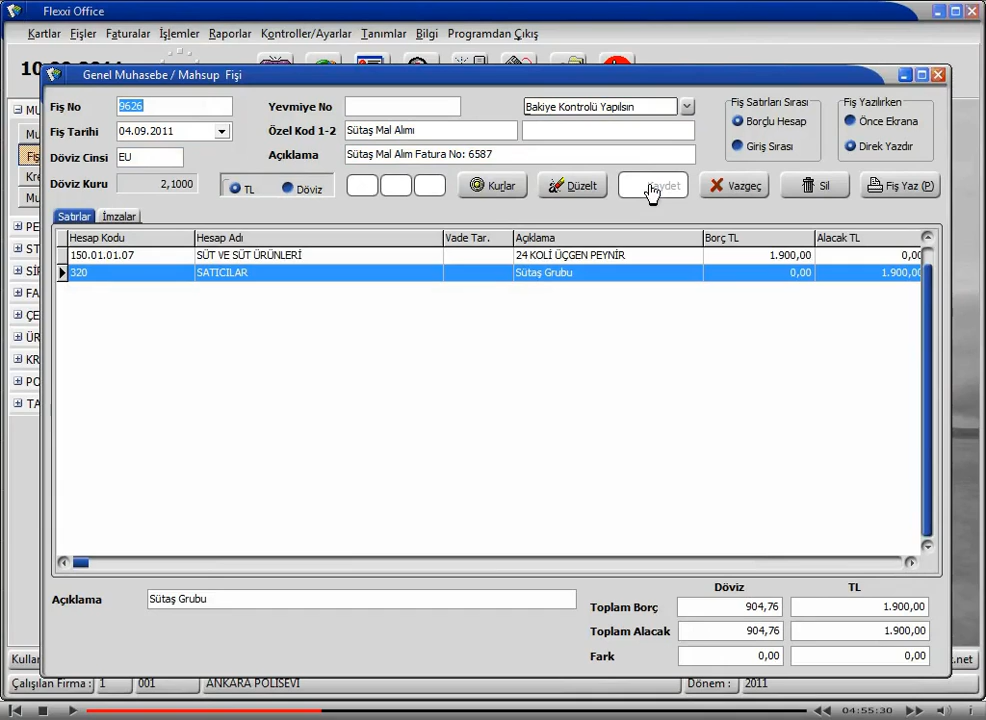 Flexxi Office
Kartlar Fişler Faturalar İşlemler Raporlar Kontroller/Ayarlar Tanımlar Bilgi Programdan Çıkış
Genel Muhasebe / Mahsup Fişi
Fiş No 9626 Yevmiye No Bakiye Kontrolü Yapılsın Fiş Satırları Sırası Fiş Yazılırken
Fiş Tarihi 04.09.2011 Özel Kod 1-2 Sütaş Mal Alımı Borçlu Hesap Önce Ekrana
Döviz Cinsi EU Açıklama Sütaş Mal Alım Fatura No: 6587 Giriş Sırası Direk Yazdır
Döviz Kuru 2,1000 TL Döviz Kurlar Düzelt Vazgeç Sil Fiş Yaz (P)
Satırlar İmzalar
Hesap Kodu Hesap Adı Vade Tar. Açıklama Borç TL Alacak TL
150.01.01.07 SÜT VE SÜT ÜRÜNLERİ 24 KOLİ ÜÇGEN PEYNİR 1.900,00 0,00
320 SATICILAR Sütaş Grubu 0,00 1.900,00
Döviz TL
Açıklama Sütaş Grubu
Toplam Borç 904,76 1.900,00
Toplam Alacak 904,76 1.900,00
Fark 0,00 0,00
Çalışılan Firma : 1 001 ANKARA POLİSEVİ Dönem : 2011
04:55:30